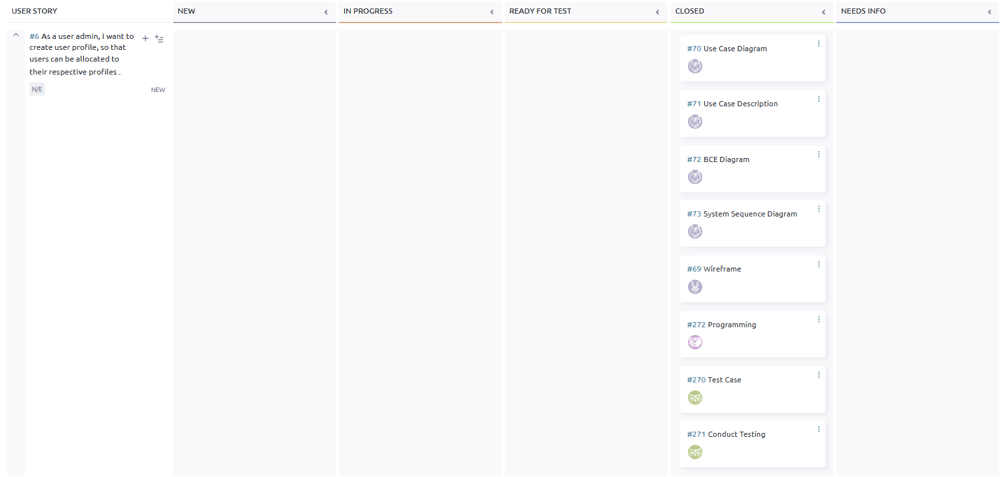 USER STORY
NEW
IN PROGRESS
READY FOR TEST
CLOSED
NEEDS INFO
#6 As a user admin, I want to
create user profile, so that
users can be allocated to
their respective profiles .
N/E
NEW
#70 Use Case Diagram
#71 Use Case Description
#72 BCE Diagram
#73 System Sequence Diagram
#69 Wireframe
#272 Programming
#270 Test Case
#271 Conduct Testing